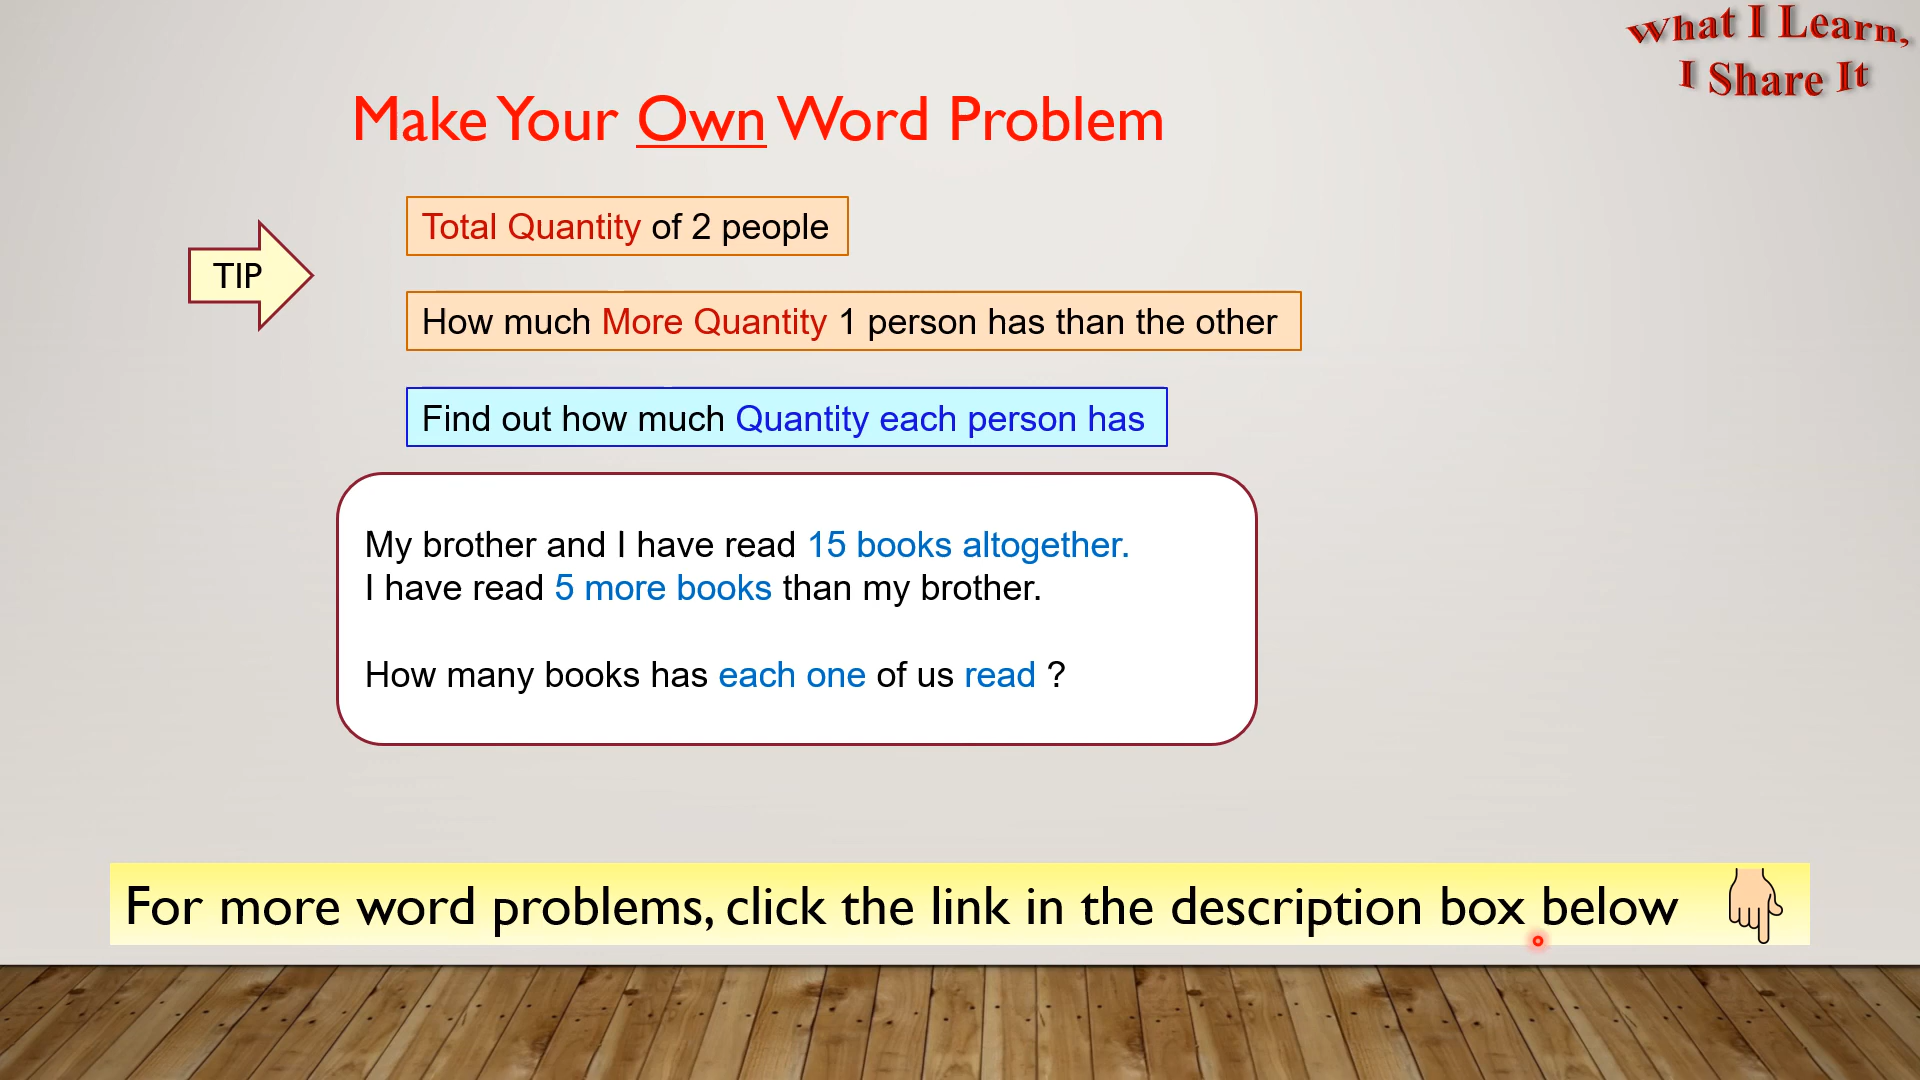 What I Learn,
I Share It
Make Your Own Word Problem
Total Quantity of 2 people
TIP
How much More Quantity 1 person has than the other
Find out how much Quantity each person has
My brother and I have read 15 books altogether.
I have read 5 more books than my brother.
How many books has each one of us read ?
For more word problems, click the link in the description box below